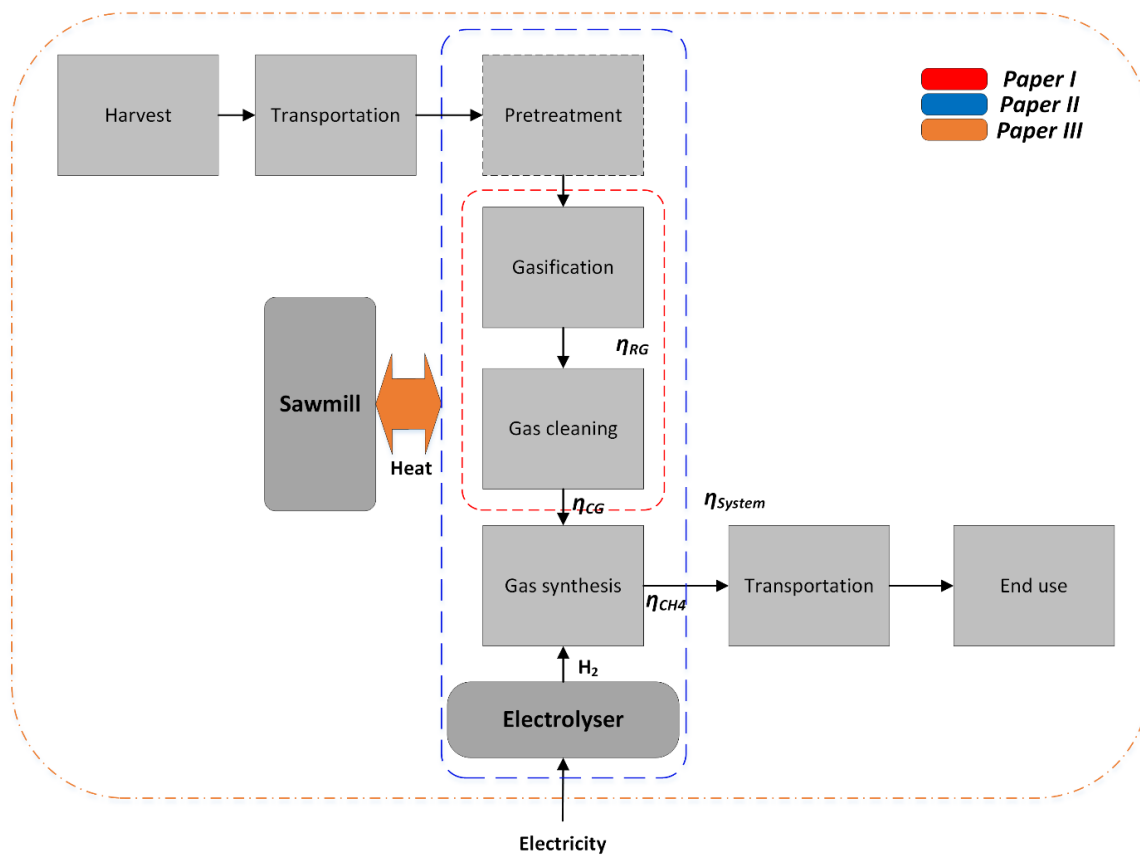 Harvest
Transportation
Pretreatment
Paper I
Paper II
Paper III
Gasification
ηRG
Sawmill
Heat
Gas cleaning
ηCG
ηSystem
Gas synthesis
ηCH4
Transportation
End use
H₂
Electrolyser
Electricity